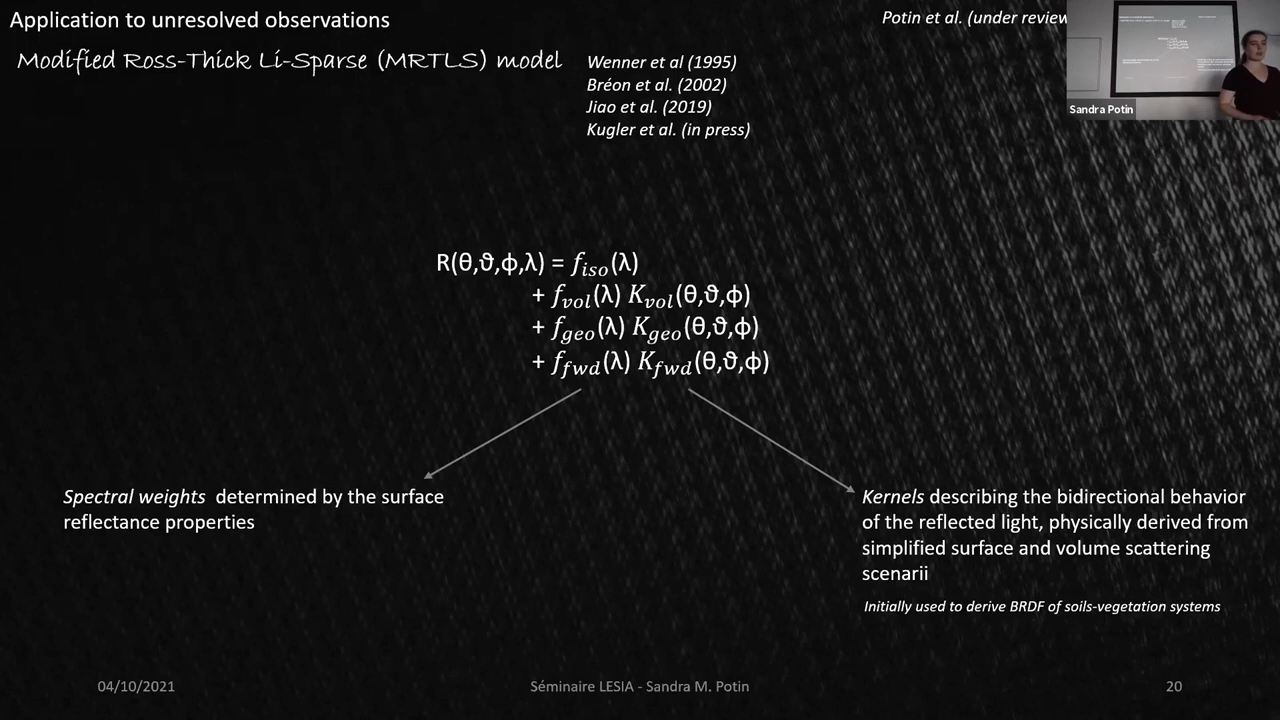 Application to unresolved observations
Potin et al. (under review
Modified Ross-Thick Li-Sparse (MRTLS) model
Wenner et al (1995)
Bréon et al. (2002)
Jiao et al. (2019)
Kugler et al. (in press)
Sandra Potin
R(θ,ϑ,ϕ,λ) = f_iso(λ)
+ f_vol(λ) K_vol(θ,ϑ,ϕ)
+ f_geo(λ) K_geo(θ,ϑ,ϕ)
+ f_fwd(λ) K_fwd(θ,ϑ,ϕ)
Spectral weights determined by the surface
reflectance properties
Kernels describing the bidirectional behavior
of the reflected light, physically derived from
simplified surface and volume scattering
scenarii
Initially used to derive BRDF of soils-vegetation systems
04/10/2021
Séminaire LESIA - Sandra M. Potin
20